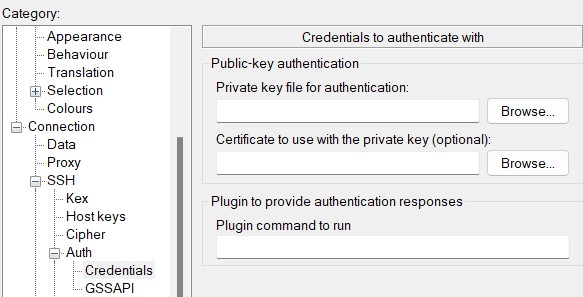 Category:
Appearance
Behaviour
Translation
Selection
Colours
Connection
Data
Proxy
SSH
Kex
Host keys
Cipher
Auth
Credentials
GSSAPI
Credentials to authenticate with
Public-key authentication
Private key file for authentication:
Browse...
Certificate to use with the private key (optional):
Browse...
Plugin to provide authentication responses
Plugin command to run